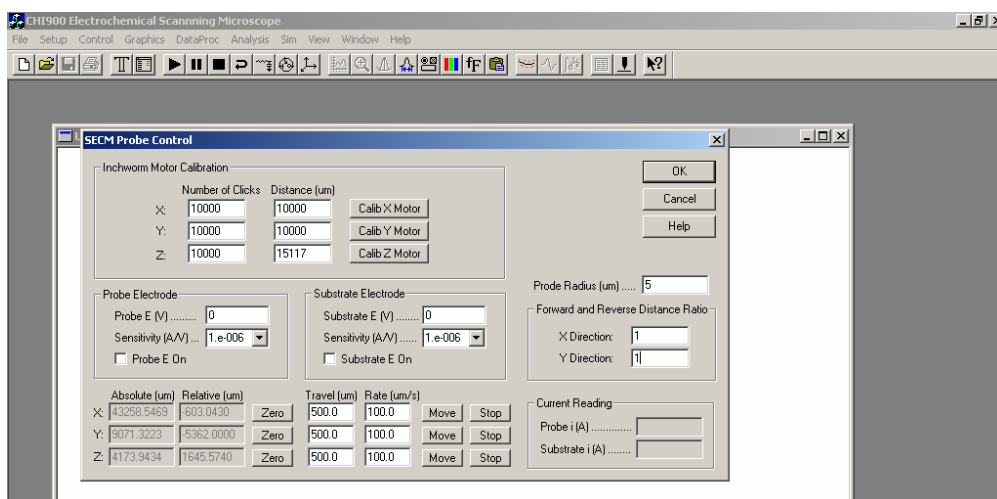 CHI900 Electrochemical Scannning Microscope
File Setup Control Graphics DataProc Analysis Sim View Window Help
SECM Probe Control
Inchworm Motor Calibration
OK
Number of Clicks Distance (um)
Cancel
X: 10000 10000 Calib X Motor
Y: 10000 10000 Calib Y Motor
Help
Z: 10000 15117 Calib Z Motor
Prode Radius (um) ..... 5
Probe Electrode Substrate Electrode
Forward and Reverse Distance Ratio
Probe E (V) ......... 0 Substrate E (V) ....... 0
X Direction: 1
Sensitivity (A/V) ... 1.e-006 Sensitivity (A/V) .... 1.e-006
Y Direction: 1
Probe E On Substrate E On
Absolute (um) Relative (um) Travel (um) Rate (um/s)
Current Reading
X: 43258.5469 -603.0430 Zero 500.0 100.0 Move Stop
Probe i (A) .............
Y: 9071.3223 -5362.0000 Zero 500.0 100.0 Move Stop
Substrate i (A) ........
Z: 4173.9434 1645.5740 Zero 500.0 100.0 Move Stop